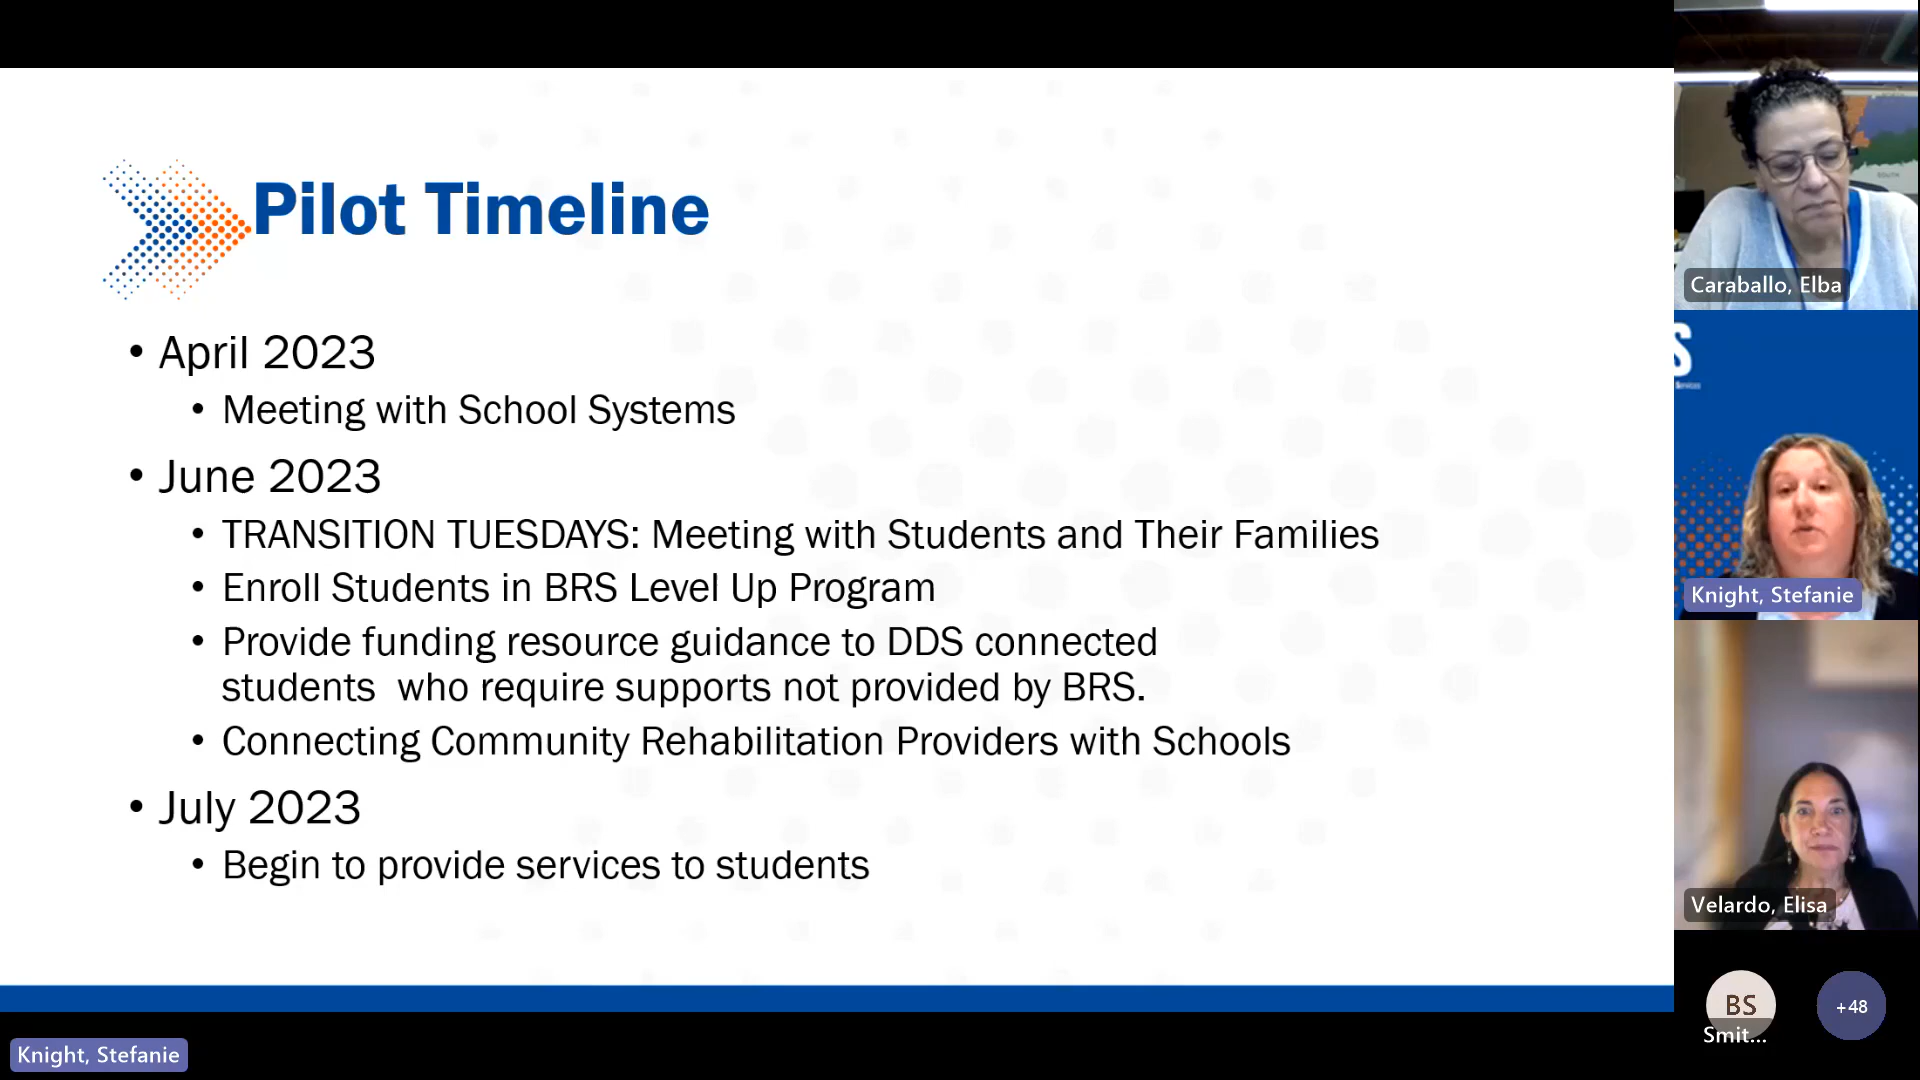 Pilot Timeline
• April 2023
• Meeting with School Systems
• June 2023
• TRANSITION TUESDAYS: Meeting with Students and Their Families
• Enroll Students in BRS Level Up Program
• Provide funding resource guidance to DDS connected
students  who require supports not provided by BRS.
• Connecting Community Rehabilitation Providers with Schools
• July 2023
• Begin to provide services to students
Knight, Stefanie
SOUTH
Caraballo, Elba
S
Services
Knight, Stefanie
Velardo, Elisa
BS
Smit...
+48